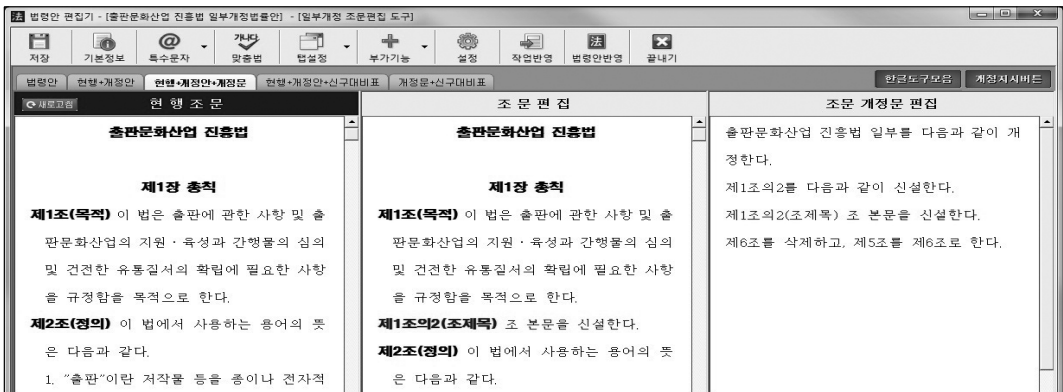 법령안 편집기 - [출판문화산업 진흥법 일부개정법률안] - [일부개정 조문편집 도구]
저장 기본정보 특수문자 맞춤법 탭설정 부가기능 설정 작업반영 법령안반영 끝내기
법령안 현행+개정안 현행+개정안+개정문 현행+개정안+신구대비표 개정문+신구대비표 한글도구모음 개정지시버튼
새로고침 현행조문
출판문화산업 진흥법
제1장 총칙
제1조(목적) 이 법은 출판에 관한 사항 및 출
판문화산업의 지원ㆍ육성과 간행물의 심의
및 건전한 유통질서의 확립에 필요한 사항
을 규정함을 목적으로 한다.
제2조(정의) 이 법에서 사용하는 용어의 뜻
은 다음과 같다.
1. "출판"이란 저작물 등을 종이나 전자적
조문편집
출판문화산업 진흥법
제1장 총칙
제1조(목적) 이 법은 출판에 관한 사항 및 출
판문화산업의 지원ㆍ육성과 간행물의 심의
및 건전한 유통질서의 확립에 필요한 사항
을 규정함을 목적으로 한다.
제1조의2(조제목) 조 본문을 신설한다.
제2조(정의) 이 법에서 사용하는 용어의 뜻
은 다음과 같다.
조문 개정문 편집
출판문화산업 진흥법 일부를 다음과 같이 개
정한다.
제1조의2를 다음과 같이 신설한다.
제1조의2(조제목) 조 본문을 신설한다.
제6조를 삭제하고, 제5조를 제6조로 한다.